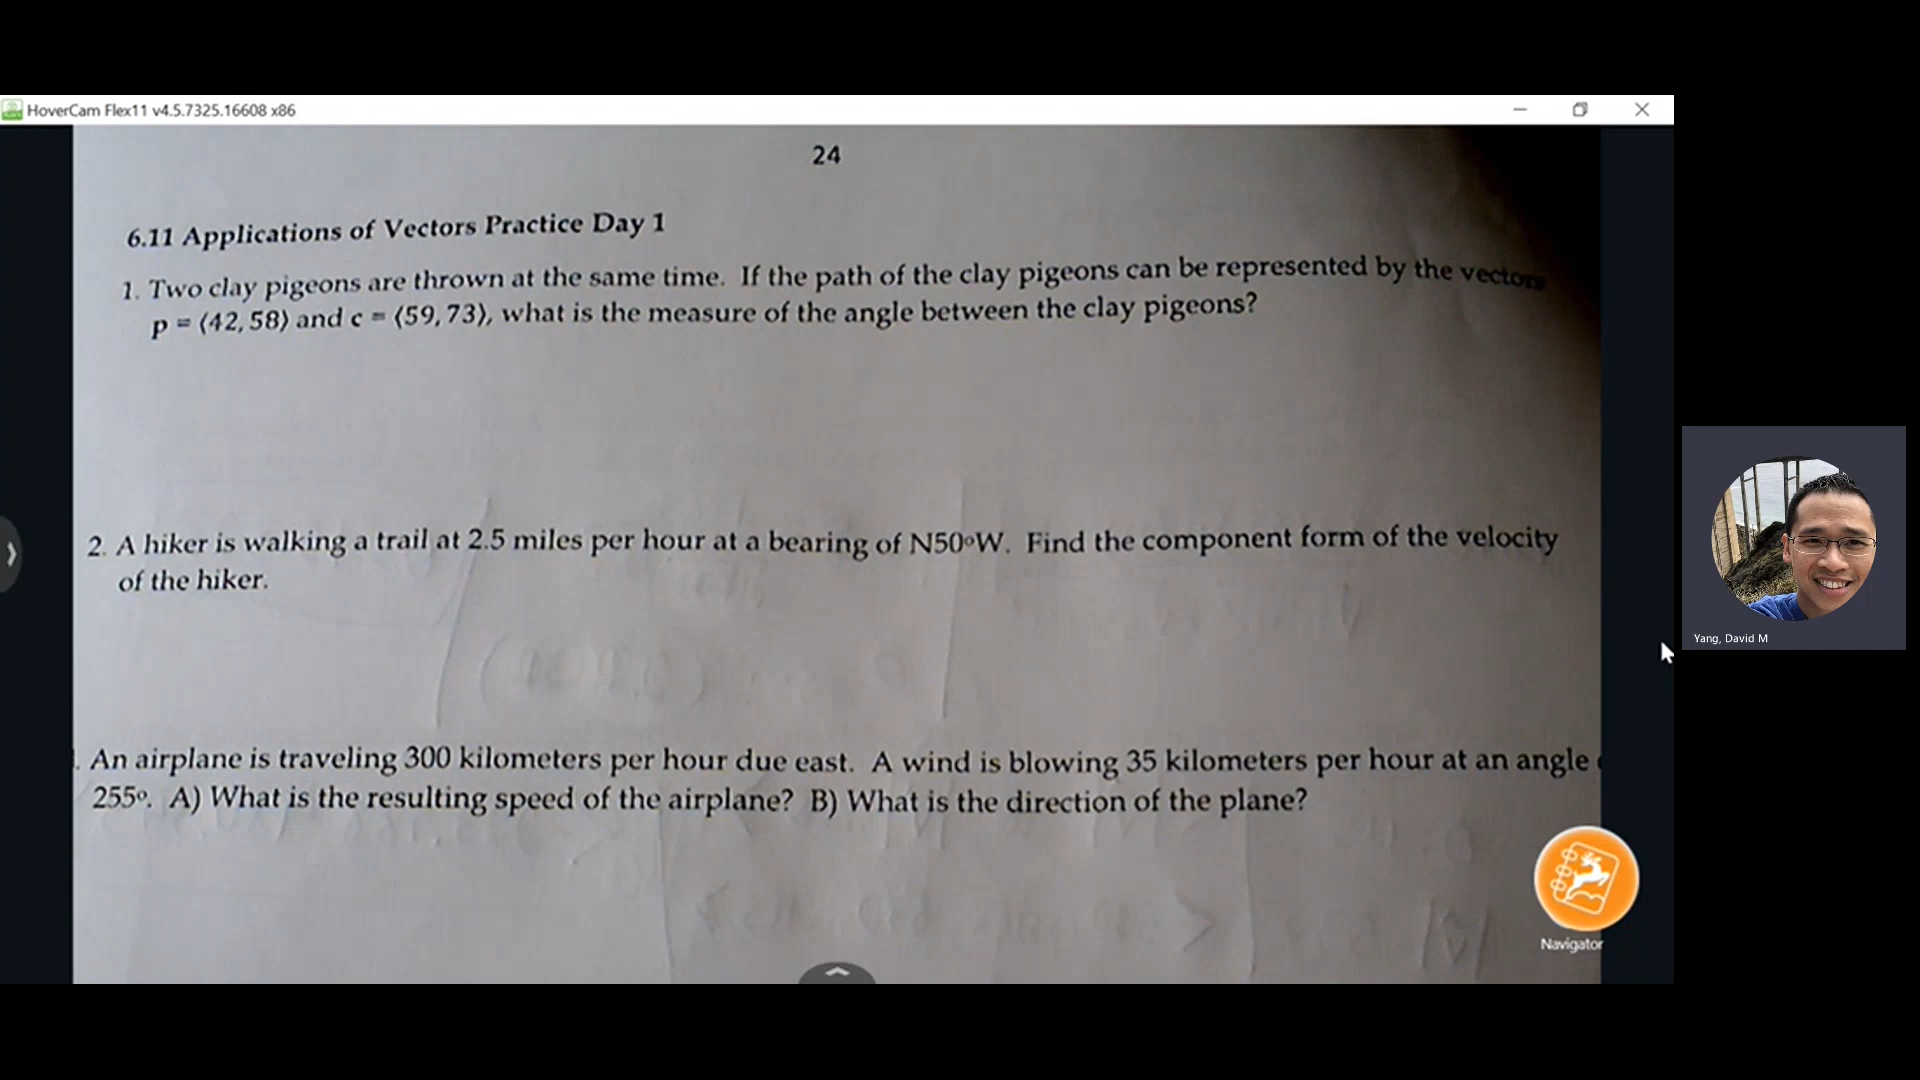 HoverCam Flex11 v4.5.7325.16608 x86
24
6.11 Applications of Vectors Practice Day 1
1. Two clay pigeons are thrown at the same time. If the path of the clay pigeons can be represented by the vectors
p = ⟨42, 58⟩ and c = ⟨59, 73⟩, what is the measure of the angle between the clay pigeons?
2. A hiker is walking a trail at 2.5 miles per hour at a bearing of N50°W. Find the component form of the velocity
of the hiker.
. An airplane is traveling 300 kilometers per hour due east. A wind is blowing 35 kilometers per hour at an angle
255°. A) What is the resulting speed of the airplane? B) What is the direction of the plane?
Navigator
Yang, David M